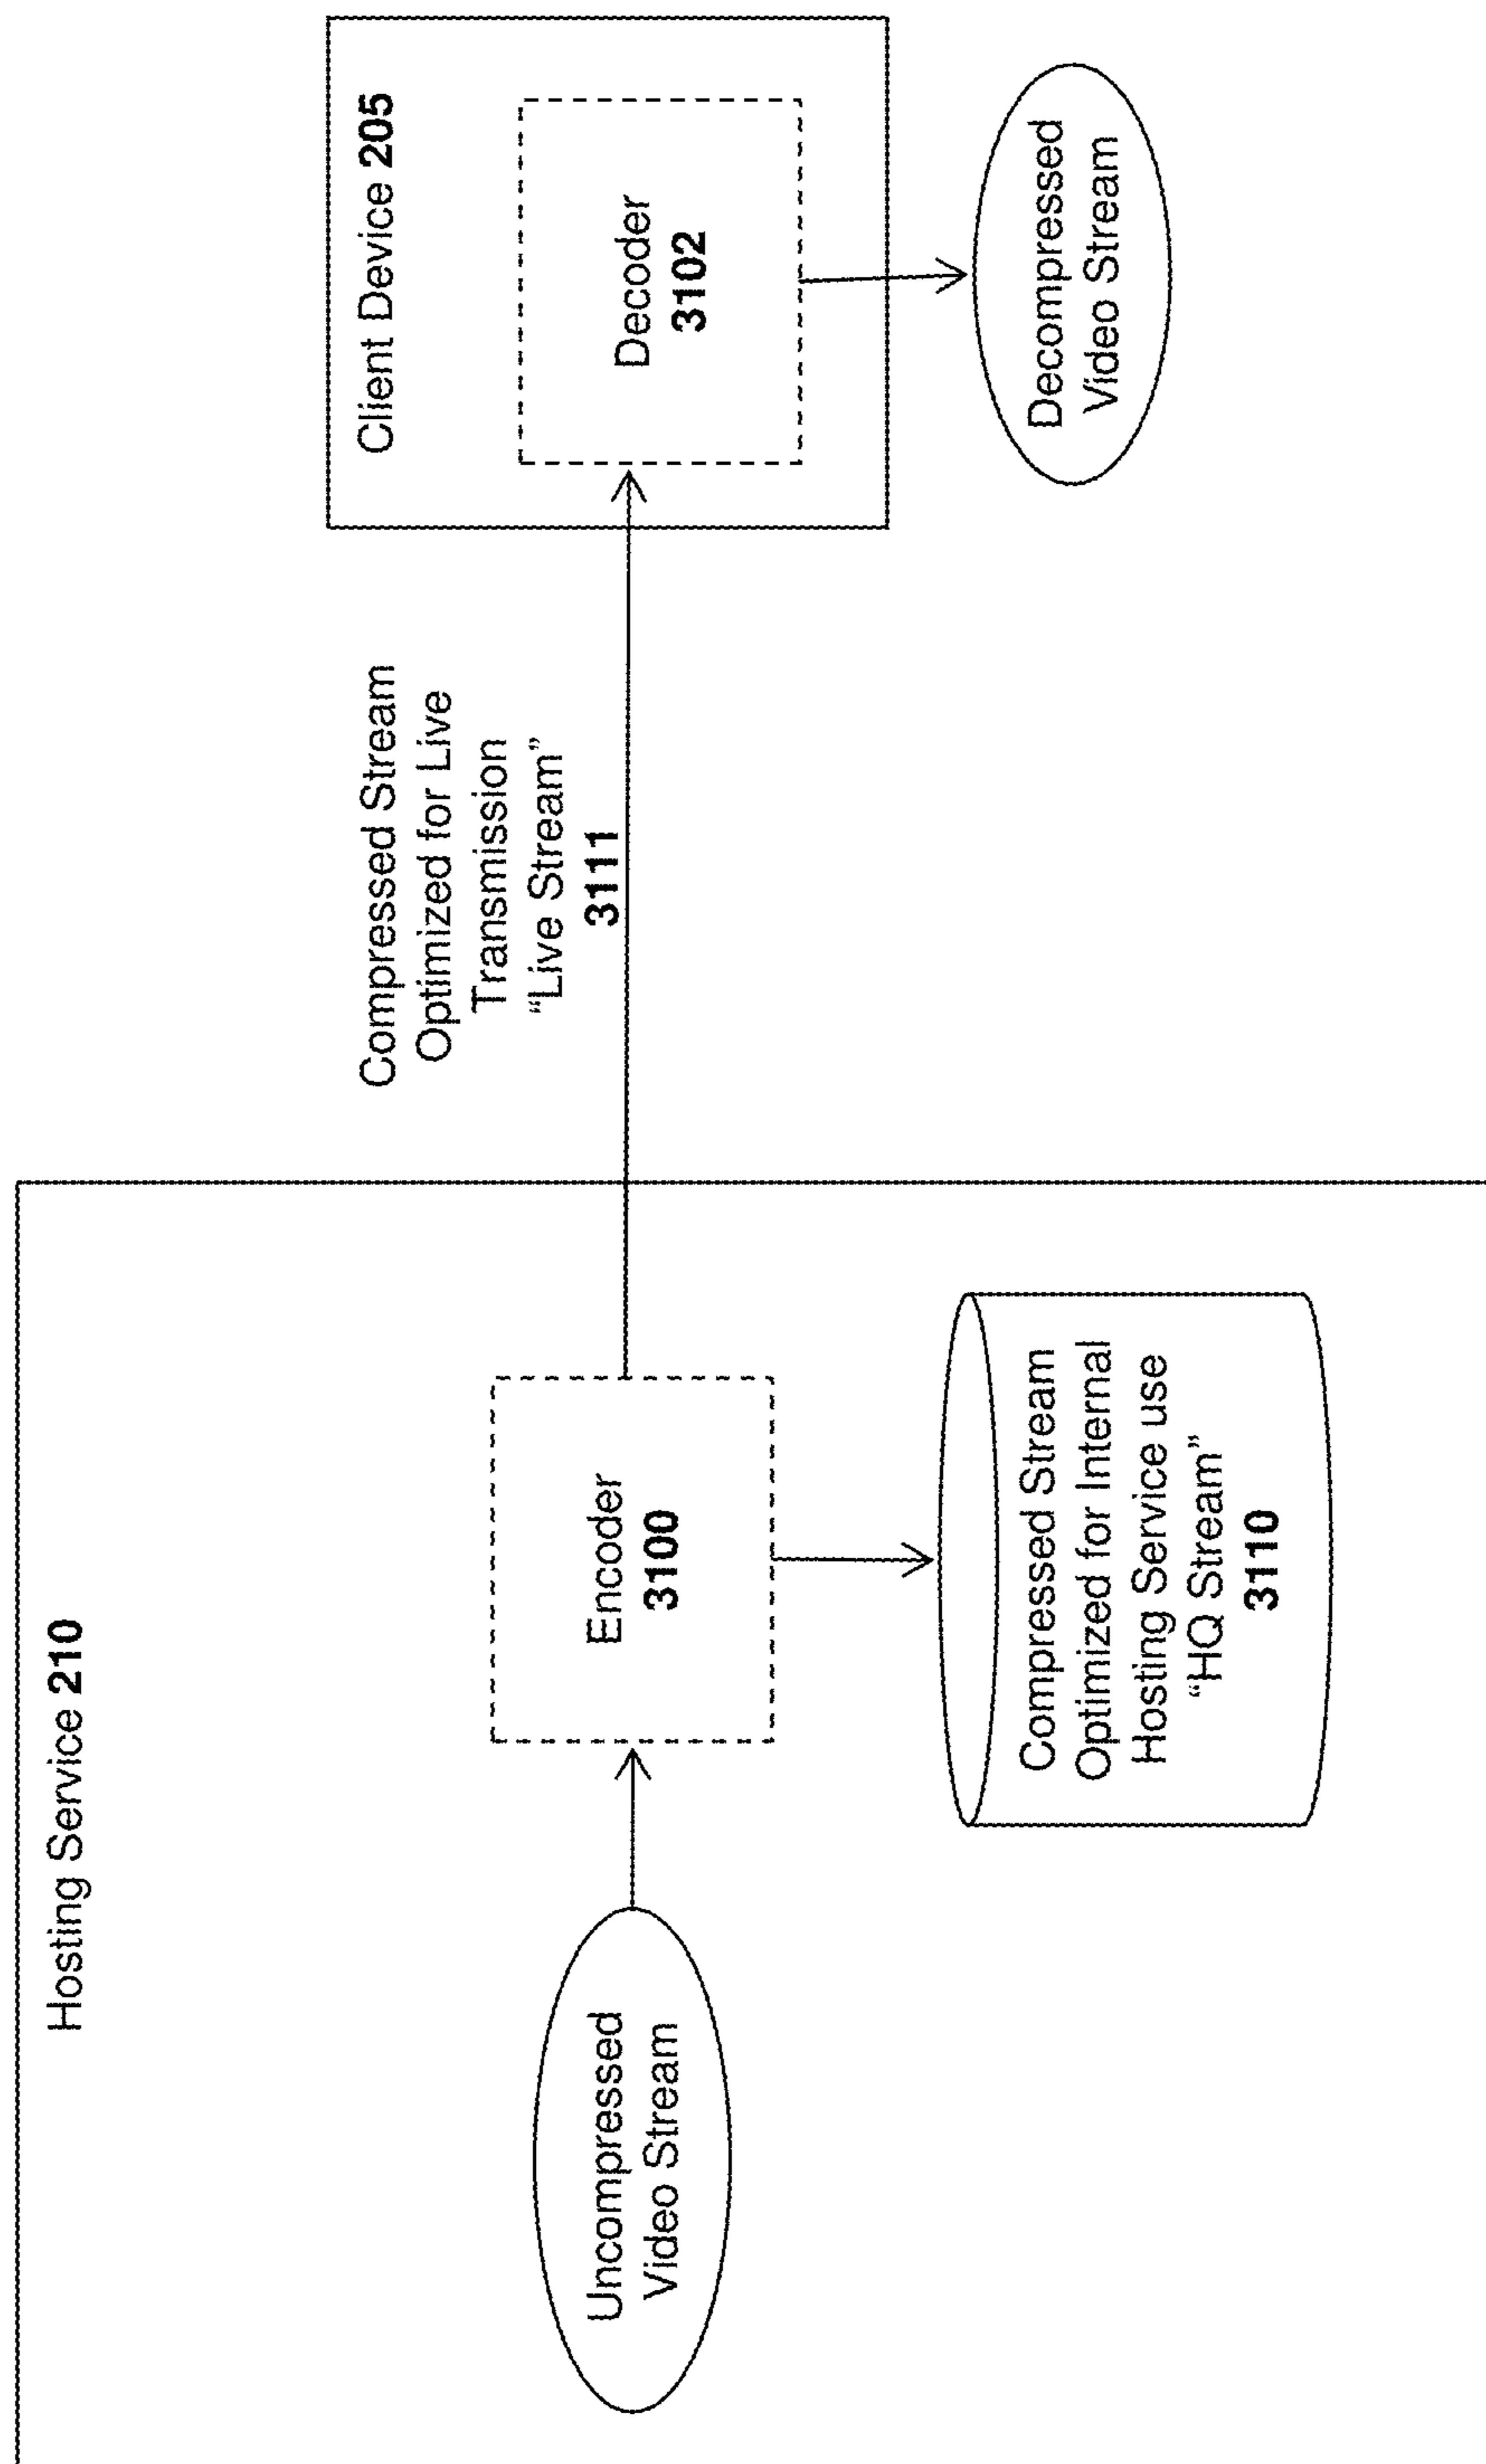 Hosting Service 210
Uncompressed
Video Stream
Encoder
3100
Compressed Stream
Optimized for Internal
Hosting Service use
“HQ Stream”
3110
Compressed Stream
Optimized for Live
Transmission
“Live Stream”
3111
Client Device 205
Decoder
3102
Decompressed
Video Stream